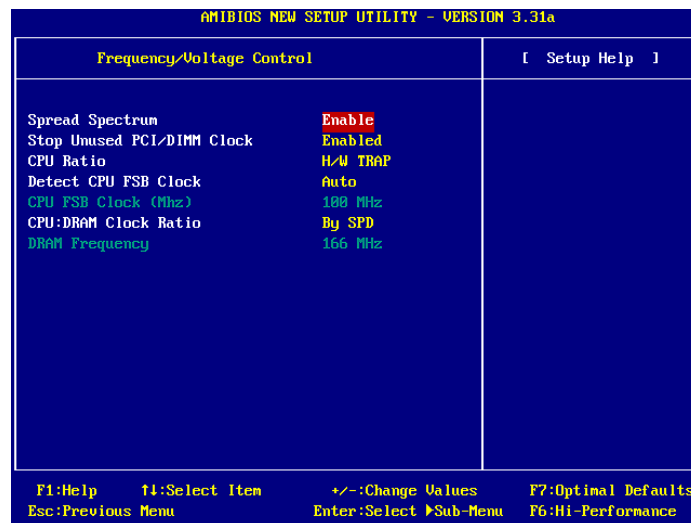 AMIBIOS NEW SETUP UTILITY - VERSION 3.31a
Frequency/Voltage Control
[ Setup Help ]
Spread Spectrum Enable
Stop Unused PCI/DIMM Clock Enabled
CPU Ratio H/W TRAP
Detect CPU FSB Clock Auto
CPU FSB Clock (Mhz) 100 MHz
CPU:DRAM Clock Ratio By SPD
DRAM Frequency 166 MHz
F1:Help ↑↓:Select Item +/-:Change Values F7:Optimal Defaults
Esc:Previous Menu Enter:Select ►Sub-Menu F6:Hi-Performance